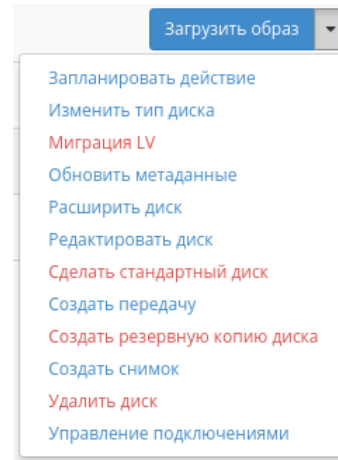 Загрузить образ
Запланировать действие
Изменить тип диска
Миграция LV
Обновить метаданные
Расширить диск
Редактировать диск
Сделать стандартный диск
Создать передачу
Создать резервную копию диска
Создать снимок
Удалить диск
Управление подключениями